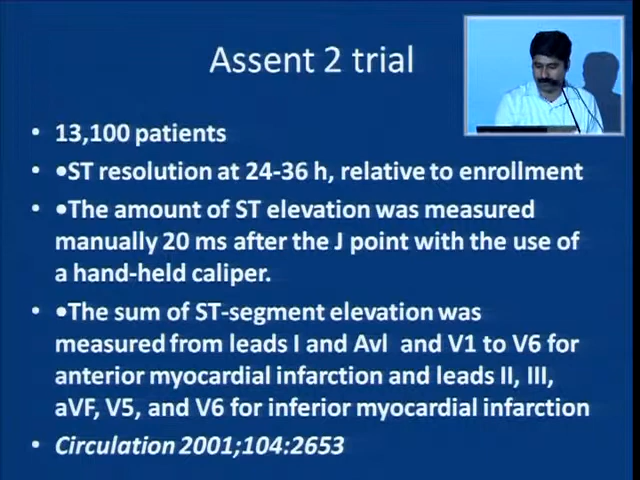 Assent 2 trial
• 13,100 patients
• •ST resolution at 24-36 h, relative to enrollment
• •The amount of ST elevation was measured
manually 20 ms after the J point with the use of
a hand-held caliper.
• •The sum of ST-segment elevation was
measured from leads I and Avl and V1 to V6 for
anterior myocardial infarction and leads II, III,
aVF, V5, and V6 for inferior myocardial infarction
• Circulation 2001;104:2653